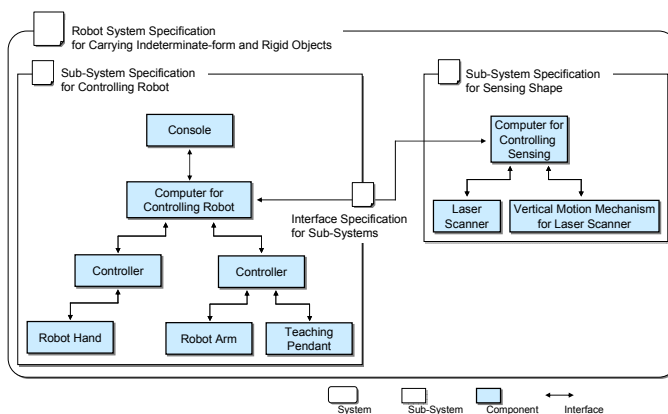 Robot System Specification
for Carrying Indeterminate-form and Rigid Objects
Sub-System Specification
for Controlling Robot
Sub-System Specification
for Sensing Shape
Console
Computer for
Controlling Robot
Computer for
Controlling
Sensing
Interface Specification
for Sub-Systems
Laser
Scanner
Vertical Motion Mechanism
for Laser Scanner
Controller
Controller
Robot Hand
Robot Arm
Teaching
Pendant
System
Sub-System
Component
Interface